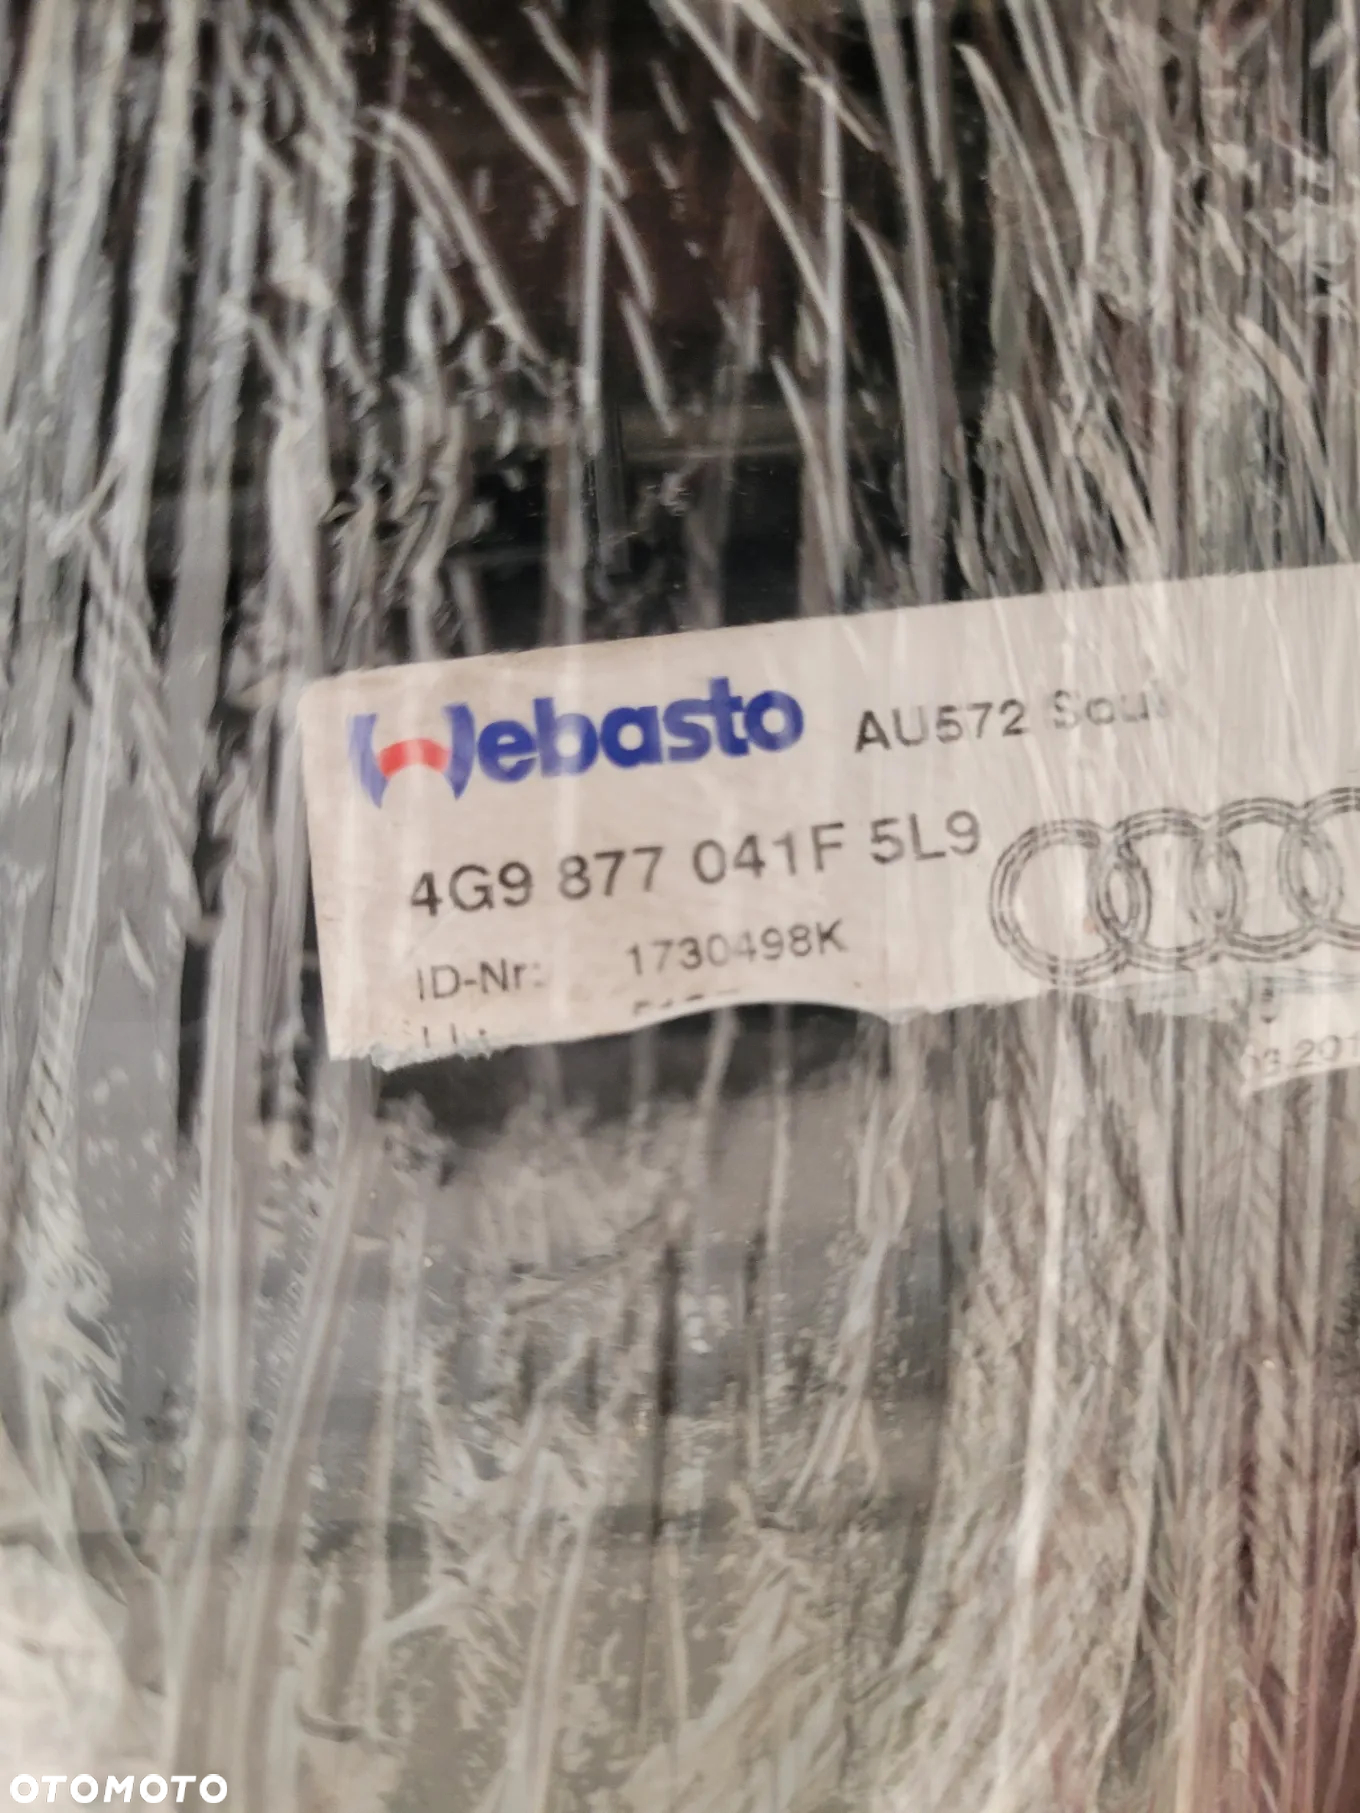 Webasto AU572
4G9 877 041F 5L9
ID-Nr: 1730498K
OTOMOTO